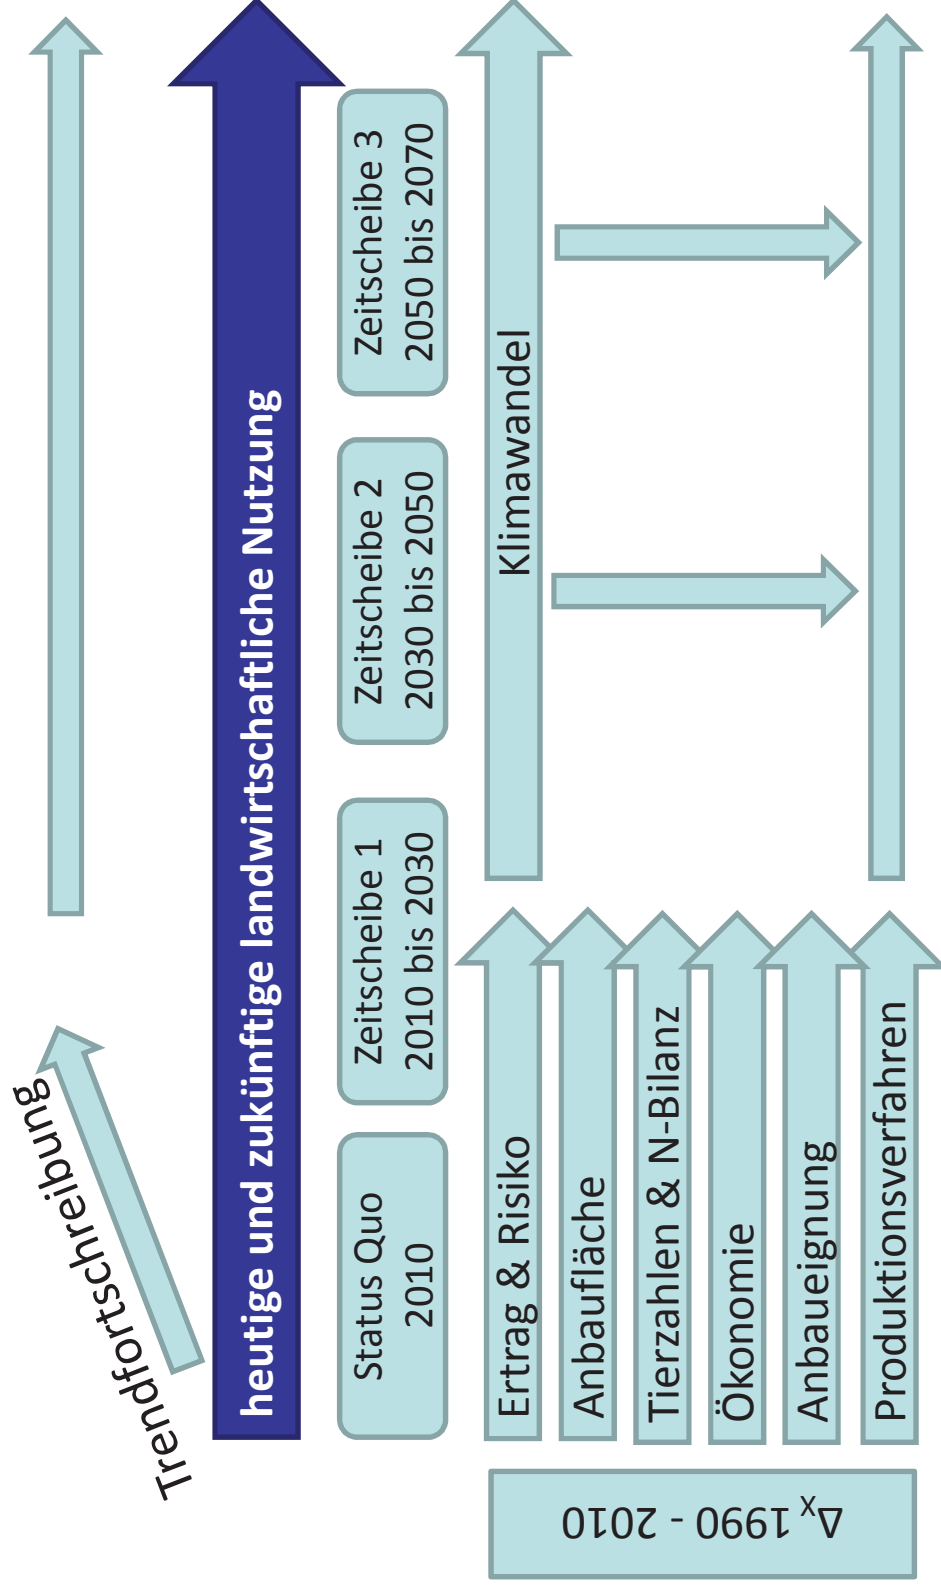 Trendfortschreibung
heutige und zukünftige landwirtschaftliche Nutzung
Status Quo
2010
Zeitscheibe 1
2010 bis 2030
Zeitscheibe 2
2030 bis 2050
Zeitscheibe 3
2050 bis 2070
Δx 1990 - 2010
Ertrag & Risiko
Anbaufläche
Tierzahlen & N-Bilanz
Ökonomie
Anbaueignung
Produktionsverfahren
Klimawandel